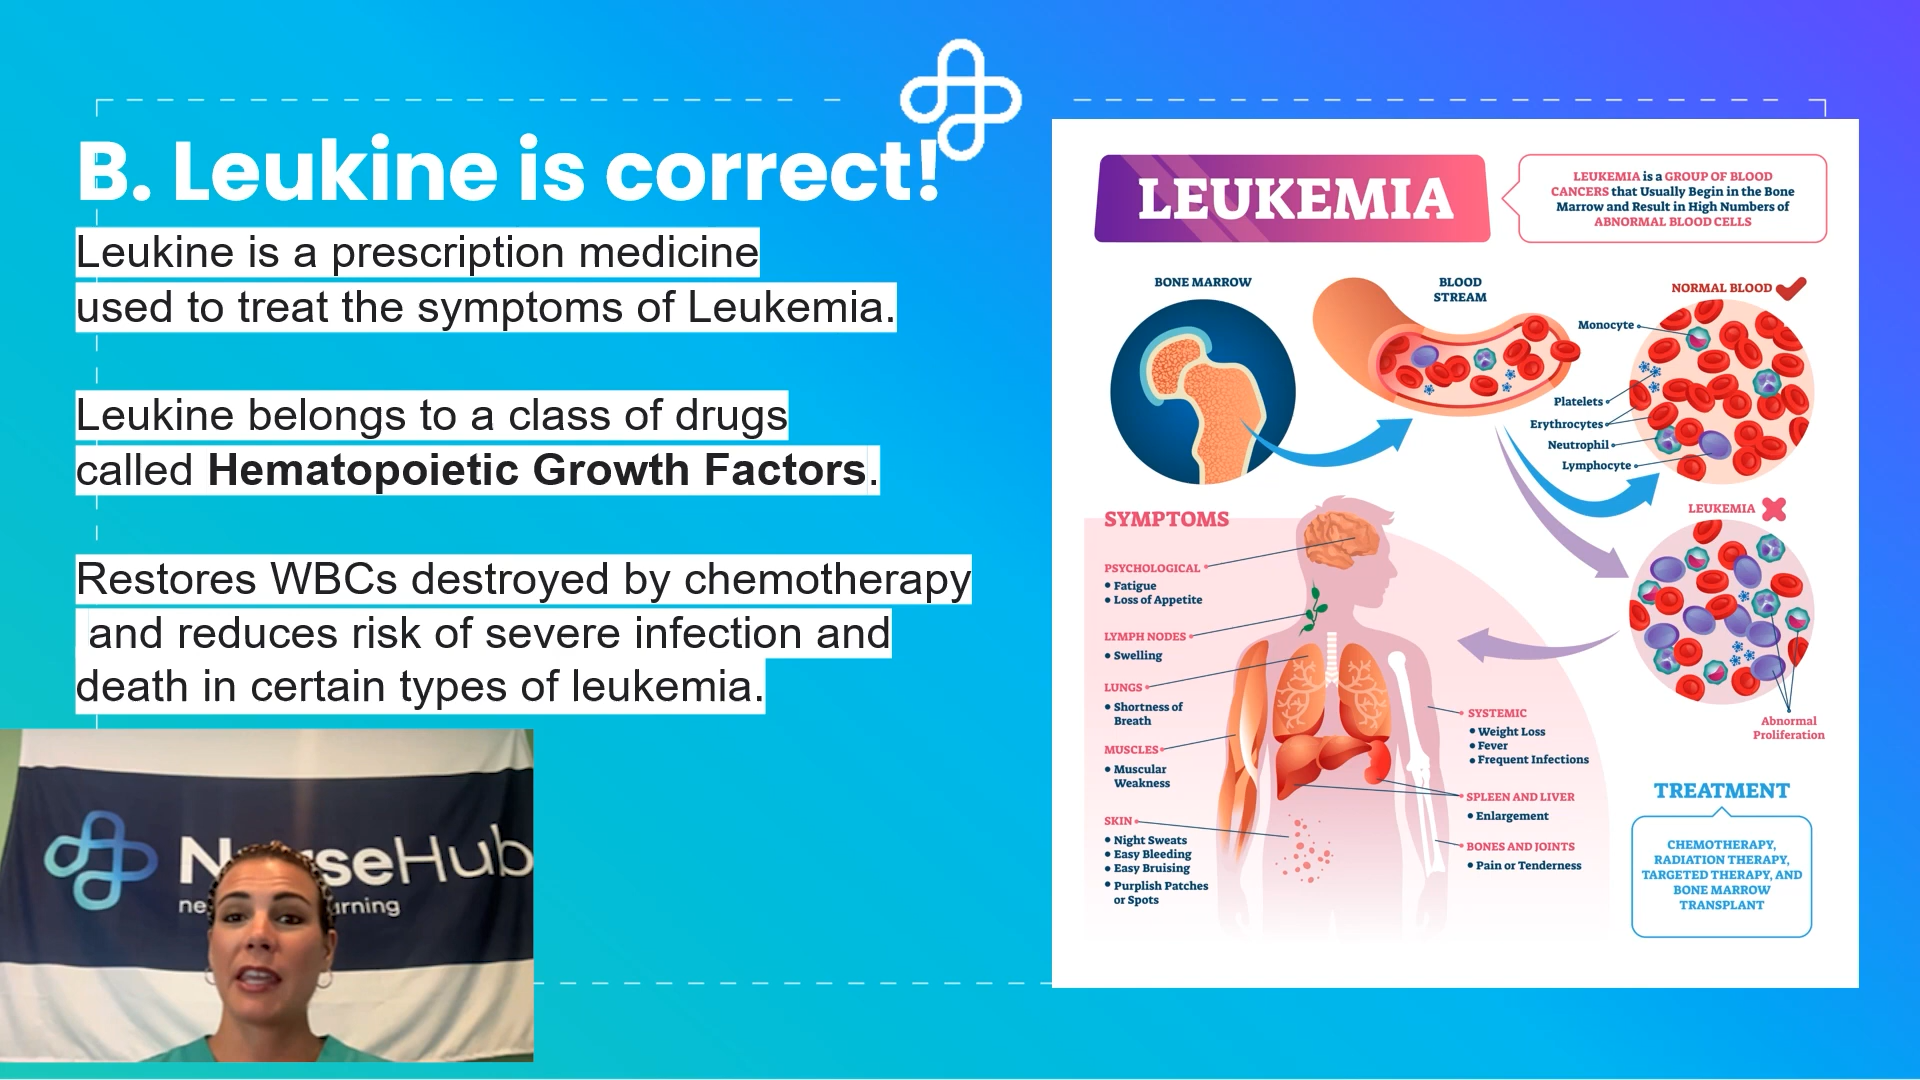 B. Leukine is correct!
Leukine is a prescription medicine
used to treat the symptoms of Leukemia.
Leukine belongs to a class of drugs
called Hematopoietic Growth Factors.
Restores WBCs destroyed by chemotherapy
and reduces risk of severe infection and
death in certain types of leukemia.
LEUKEMIA
LEUKEMIA is a GROUP OF BLOOD
CANCERS that Usually Begin in the Bone
Marrow and Result in High Numbers of
ABNORMAL BLOOD CELLS
BONE MARROW
BLOOD
STREAM
NORMAL BLOOD
Monocyte
Platelets
Erythrocytes
Neutrophil
Lymphocyte
LEUKEMIA
Abnormal
Proliferation
SYMPTOMS
PSYCHOLOGICAL
• Fatigue
• Loss of Appetite
LYMPH NODES
• Swelling
LUNGS
• Shortness of
Breath
MUSCLES
• Muscular
Weakness
SKIN
• Night Sweats
• Easy Bleeding
• Easy Bruising
• Purplish Patches
or Spots
SYSTEMIC
• Weight Loss
• Fever
• Frequent Infections
SPLEEN AND LIVER
• Enlargement
BONES AND JOINTS
• Pain or Tenderness
TREATMENT
CHEMOTHERAPY,
RADIATION THERAPY,
TARGETED THERAPY, AND
BONE MARROW
TRANSPLANT
NurseHub